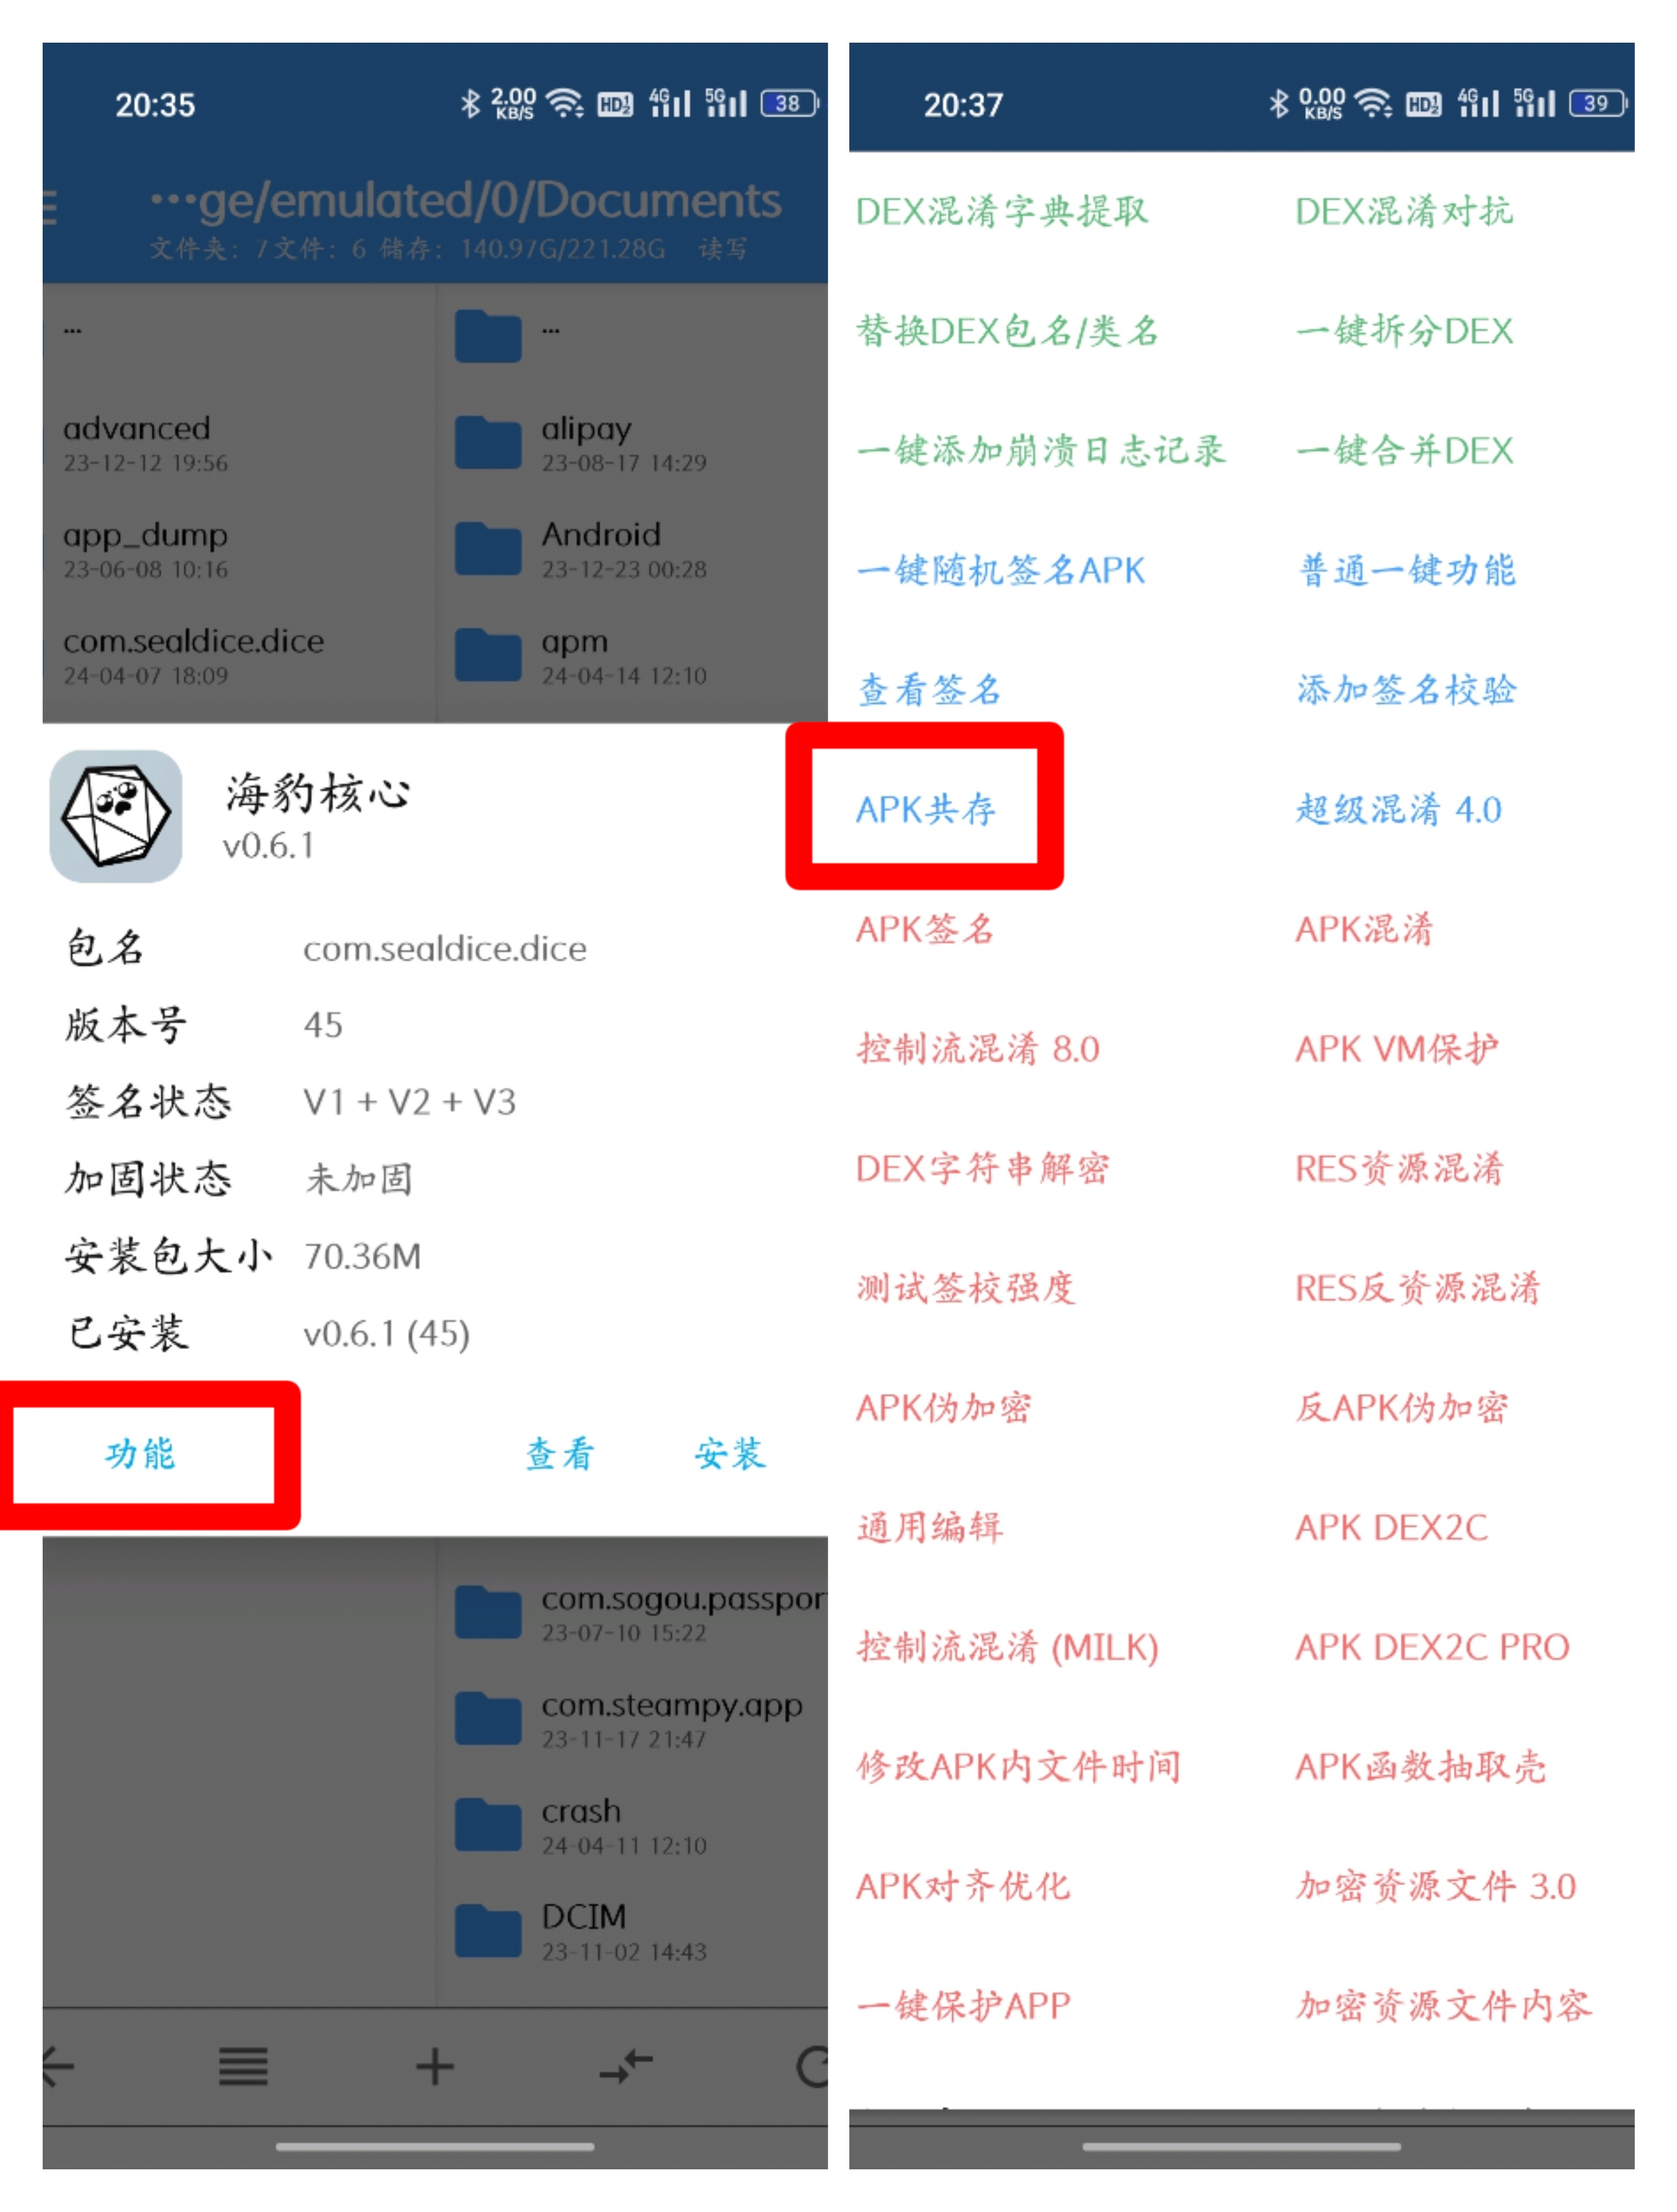 20:35
2.00 KB/S HD 1 2 4G 5G 38
···ge/emulated/0/Documents
文件夹：7 文件：6 储存：140.97G/221.28G 读写
...
...
advanced
23-12-12 19:56
alipay
23-08-17 14:29
app_dump
23-06-08 10:16
Android
23-12-23 00:28
com.sealdice.dice
24-04-07 18:09
apm
24-04-14 12:10
海豹核心
v0.6.1
包名 com.sealdice.dice
版本号 45
签名状态 V1 + V2 + V3
加固状态 未加固
安装包大小 70.36M
已安装 v0.6.1 (45)
功能 查看 安装
com.sogou.passpor
23-07-10 15:22
com.steampy.app
23-11-17 21:47
crash
24-04-11 12:10
DCIM
23-11-02 14:43
20:37
0.00 KB/S HD 1 2 4G 5G 39
DEX混淆字典提取 DEX混淆对抗
替换DEX包名/类名 一键拆分DEX
一键添加崩溃日志记录 一键合并DEX
一键随机签名APK 普通一键功能
查看签名 添加签名校验
APK共存 超级混淆 4.0
APK签名 APK混淆
控制流混淆 8.0 APK VM保护
DEX字符串解密 RES资源混淆
测试签校强度 RES反资源混淆
APK伪加密 反APK伪加密
通用编辑 APK DEX2C
控制流混淆 (MILK) APK DEX2C PRO
修改APK内文件时间 APK函数抽取壳
APK对齐优化 加密资源文件 3.0
一键保护APP 加密资源文件内容